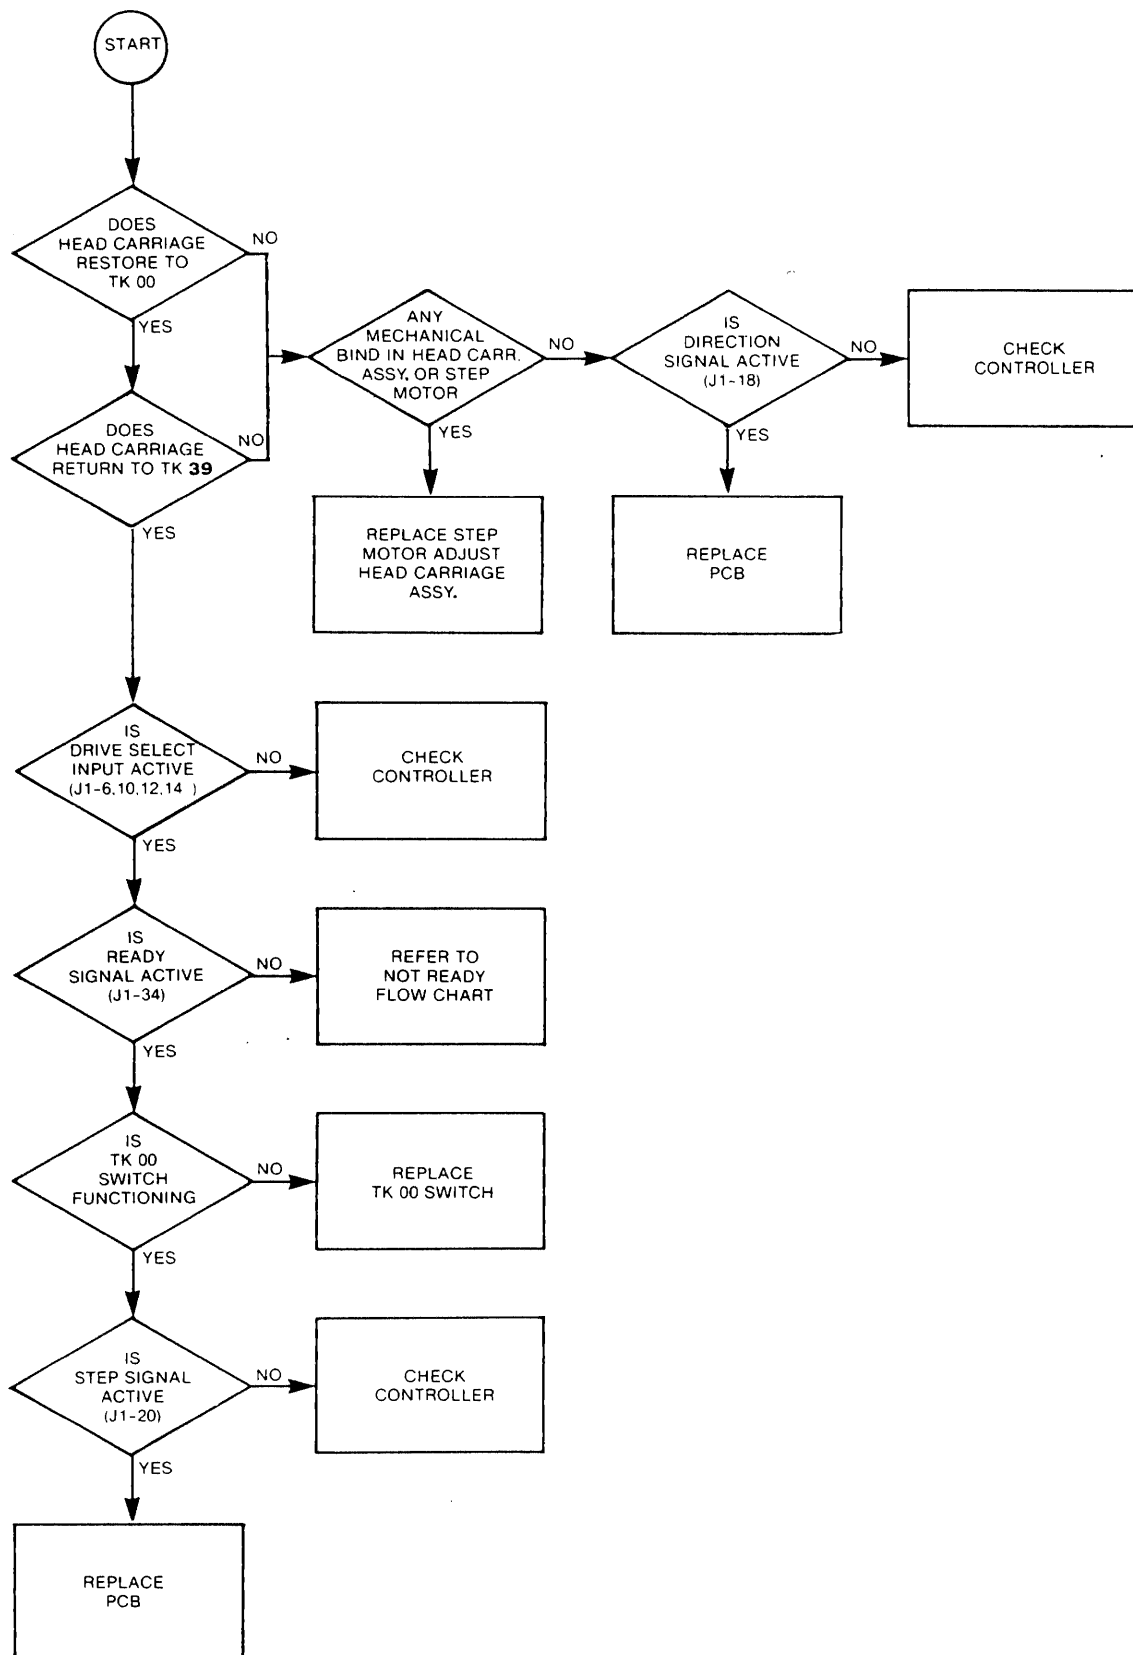 START
DOES
HEAD CARRIAGE
RESTORE TO
TK 00
NO
YES
DOES
HEAD CARRIAGE
RETURN TO TK 39
NO
YES
ANY
MECHANICAL
BIND IN HEAD CARR.
ASSY. OR STEP
MOTOR
NO
YES
IS
DIRECTION
SIGNAL ACTIVE
(J1-18)
NO
YES
CHECK
CONTROLLER
REPLACE STEP
MOTOR ADJUST
HEAD CARRIAGE
ASSY.
REPLACE
PCB
IS
DRIVE SELECT
INPUT ACTIVE
(J1-6,10,12,14 )
NO
YES
CHECK
CONTROLLER
IS
READY
SIGNAL ACTIVE
(J1-34)
NO
YES
REFER TO
NOT READY
FLOW CHART
IS
TK 00
SWITCH
FUNCTIONING
NO
YES
REPLACE
TK 00 SWITCH
IS
STEP SIGNAL
ACTIVE
(J1-20)
NO
YES
CHECK
CONTROLLER
REPLACE
PCB